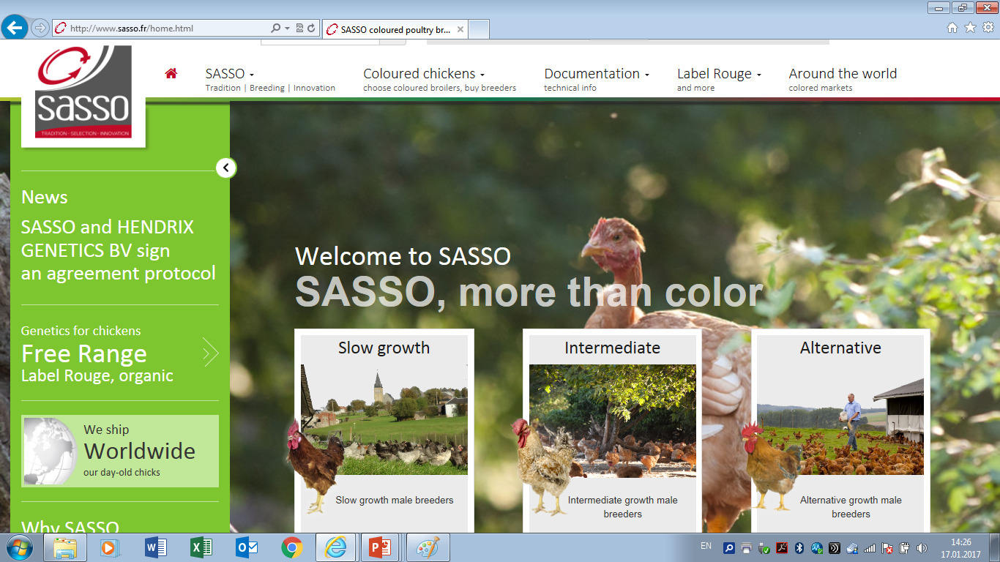 http://www.sasso.fr/home.html
SASSO coloured poultry br...
sasso
TRADITION - SELECTION - INNOVATION
SASSO
Tradition | Breeding | Innovation
Coloured chickens
choose coloured broilers, buy breeders
Documentation
technical info
Label Rouge
and more
Around the world
colored markets
News
SASSO and HENDRIX
GENETICS BV sign
an agreement protocol
Genetics for chickens
Free Range
Label Rouge, organic
We ship
Worldwide
our day-old chicks
Why SASSO
Welcome to SASSO
SASSO, more than color
Slow growth
Slow growth male breeders
Intermediate
Intermediate growth male
breeders
Alternative
Alternative growth male
breeders
EN
14:26
17.01.2017